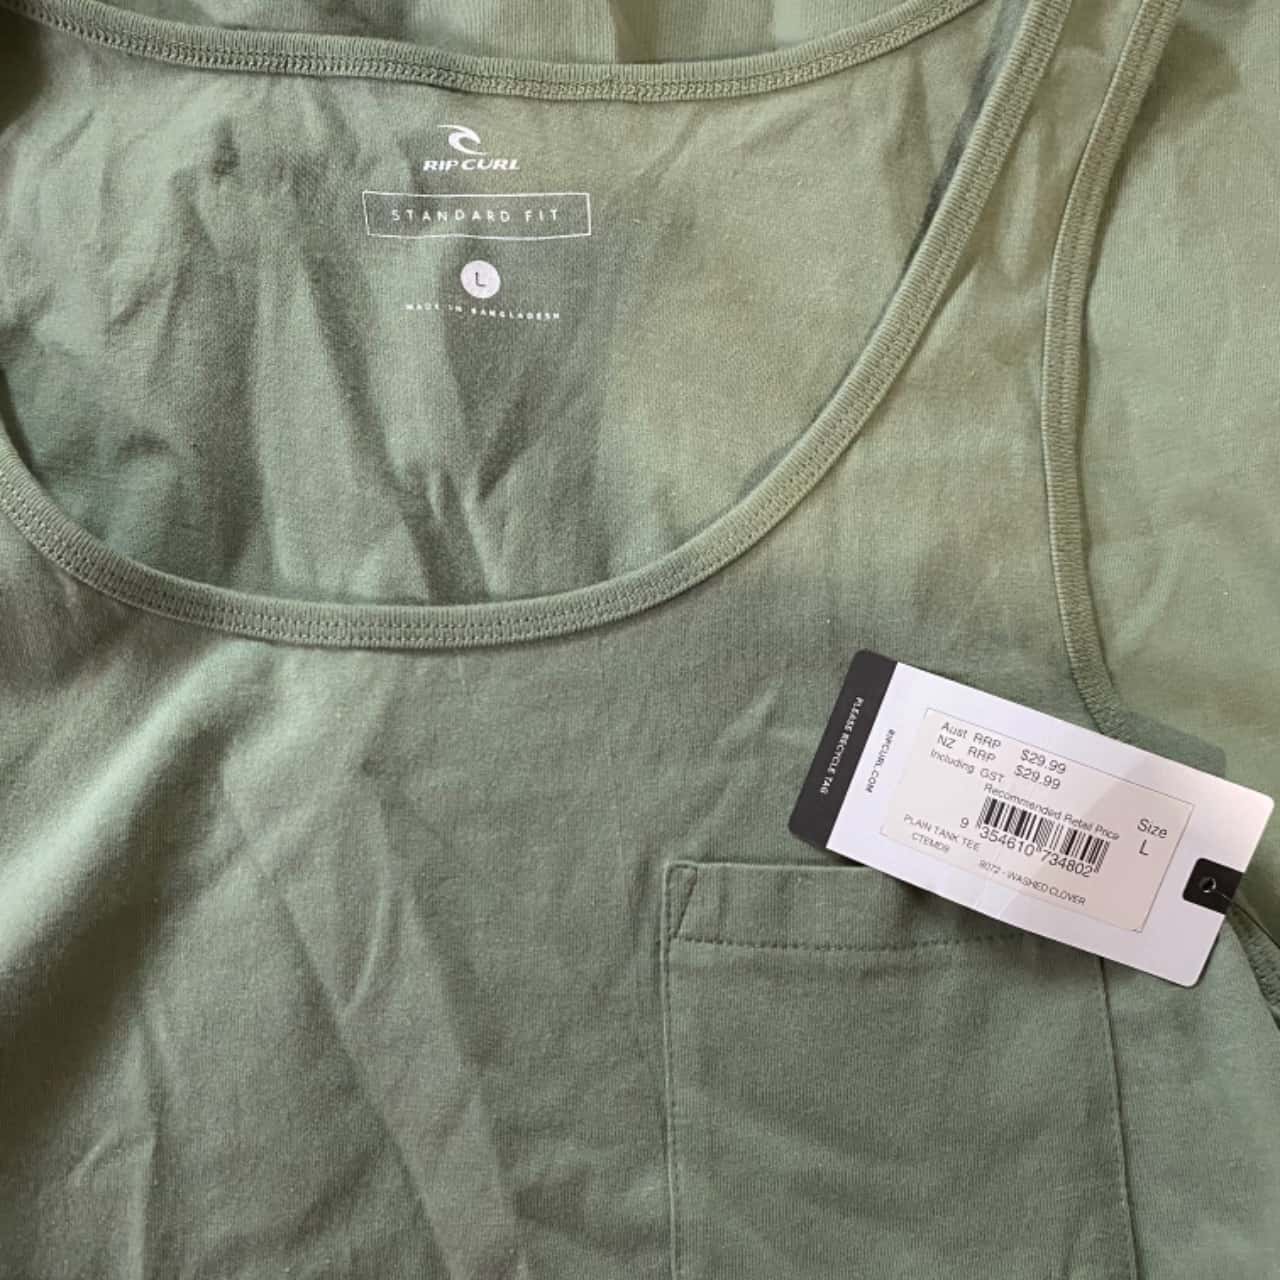 RIP CURL
STANDARD FIT
L
MADE IN BANGLADESH
PLEASE RECYCLE TAG
RIPCURL.COM
Aust RRP $29.99
NZ RRP $29.99
Including GST
Recommended Retail Price
9 354610 734802
Size
L
PLAIN TANK TEE
CTEMD9
9072 - WASHED CLOVER